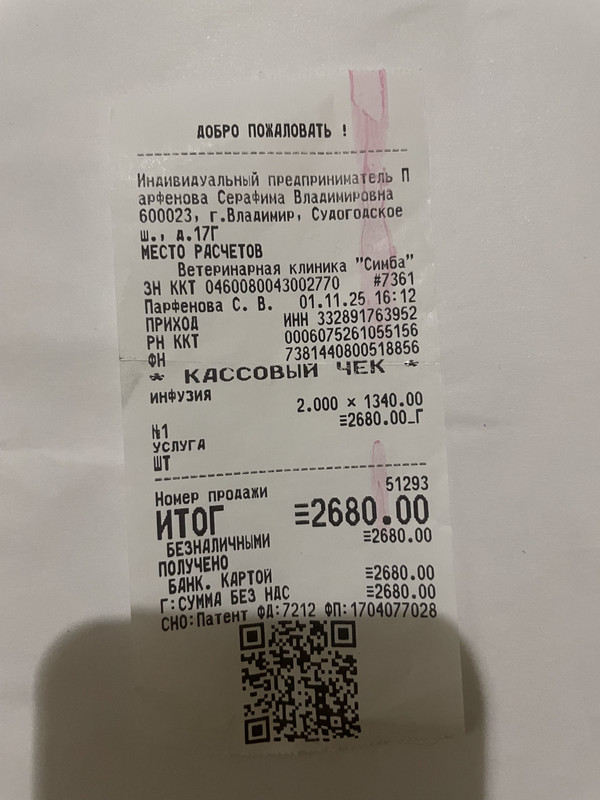 ДОБРО ПОЖАЛОВАТЬ !
Индивидуальный предприниматель П
арфенова Серафима Владимировна
600023, г.Владимир, Судогодское
ш., д.17Г
МЕСТО РАСЧЕТОВ
Ветеринарная клиника "Симба"
ЗН ККТ 0460080043002770 #7361
Парфенова С. В. 01.11.25 16:12
ПРИХОД ИНН 332891763952
РН ККТ 0006075261055156
ФН 7381440800518856
* КАССОВЫЙ ЧЕК *
ИНФУЗИЯ
2.000 × 1340.00
≡2680.00_Г
№1
УСЛУГА
ШТ
Номер продажи 51293
ИТОГ ≡2680.00
БЕЗНАЛИЧНЫМИ ≡2680.00
ПОЛУЧЕНО
БАНК. КАРТОЙ ≡2680.00
Г:СУММА БЕЗ НДС ≡2680.00
СНО:Патент ФД:7212 ФП:1704077028